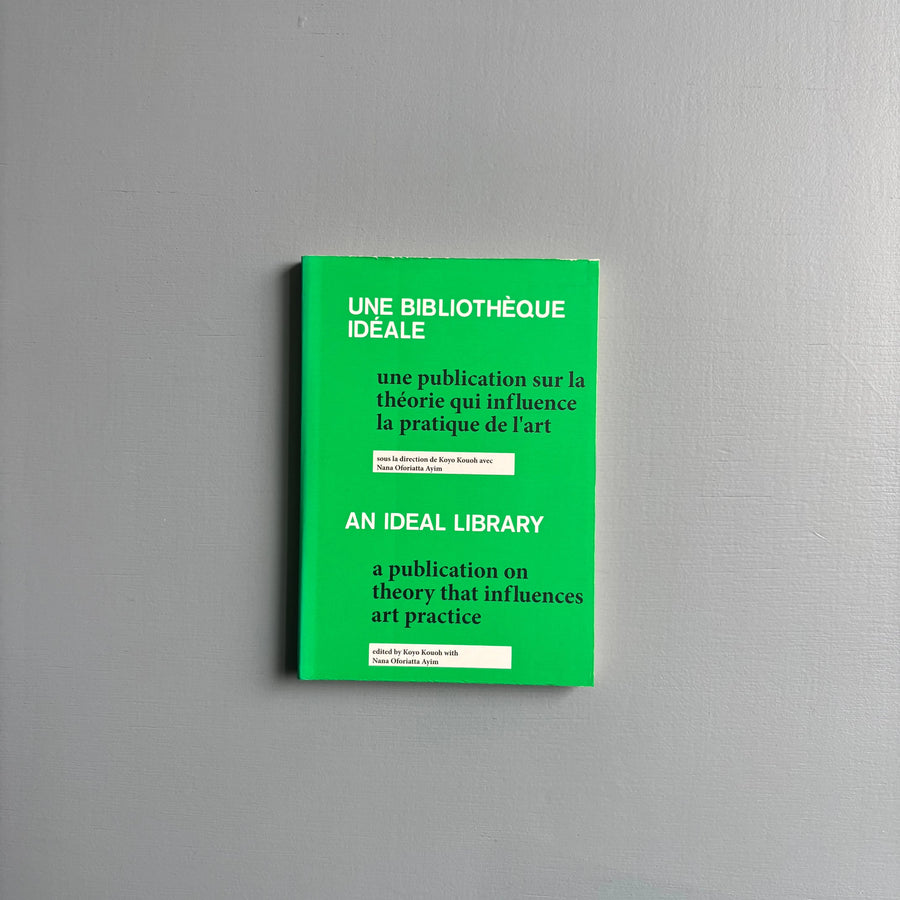 UNE BIBLIOTHÈQUE
IDÉALE
une publication sur la
théorie qui influence
la pratique de l'art
sous la direction de Koyo Kouoh avec
Nana Oforiatta Ayim
AN IDEAL LIBRARY
a publication on
theory that influences
art practice
edited by Koyo Kouoh with
Nana Oforiatta Ayim